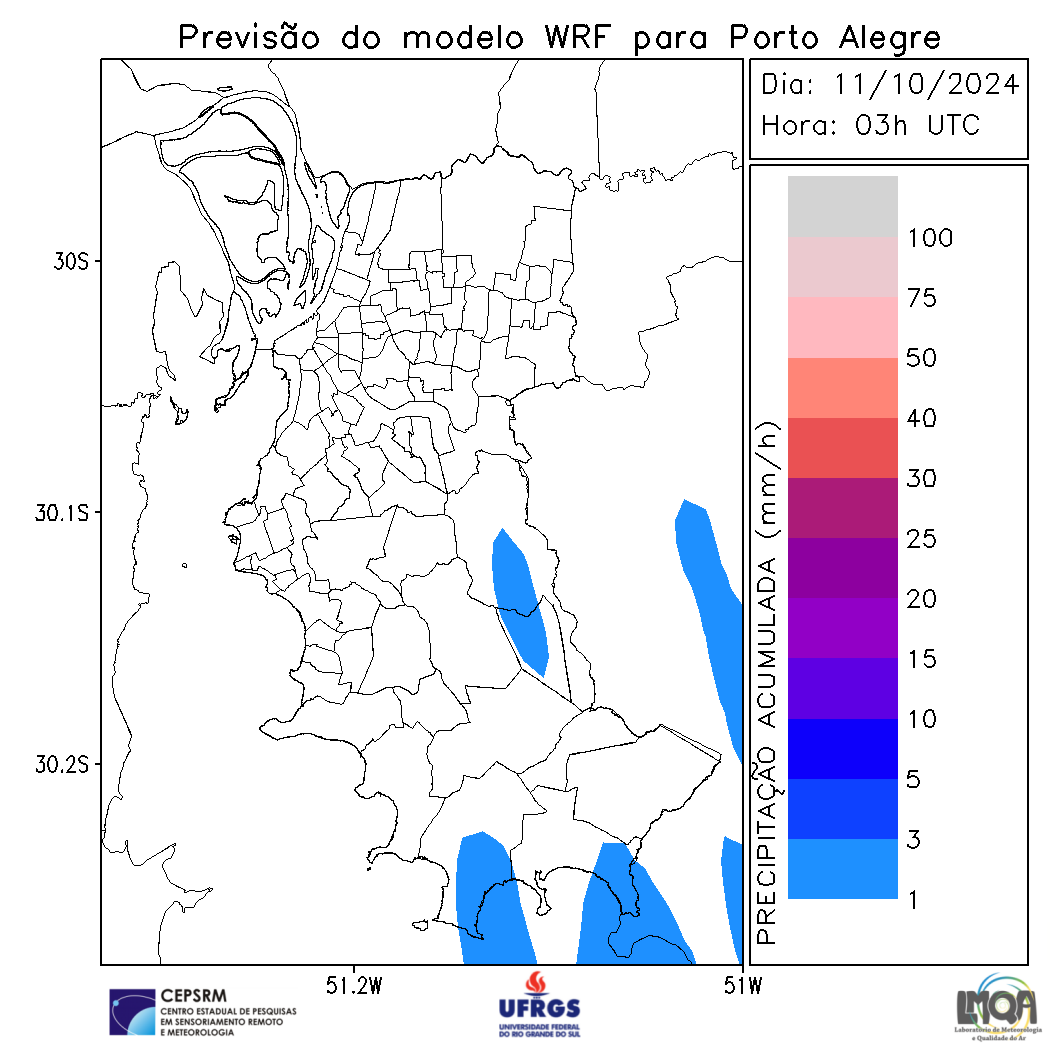 Previsão do modelo WRF para Porto Alegre
Dia: 11/10/2024
Hora: 03h UTC
30S
30.1S
30.2S
51.2W
51W
PRECIPITAÇÃO ACUMULADA (mm/h)
100
75
50
40
30
25
20
15
10
5
3
1
CEPSRM
CENTRO ESTADUAL DE PESQUISAS
EM SENSORIAMENTO REMOTO
E METEOROLOGIA
UFRGS
UNIVERSIDADE FEDERAL
DO RIO GRANDE DO SUL
LMQA
Laboratório de Meteorologia
e Qualidade do Ar